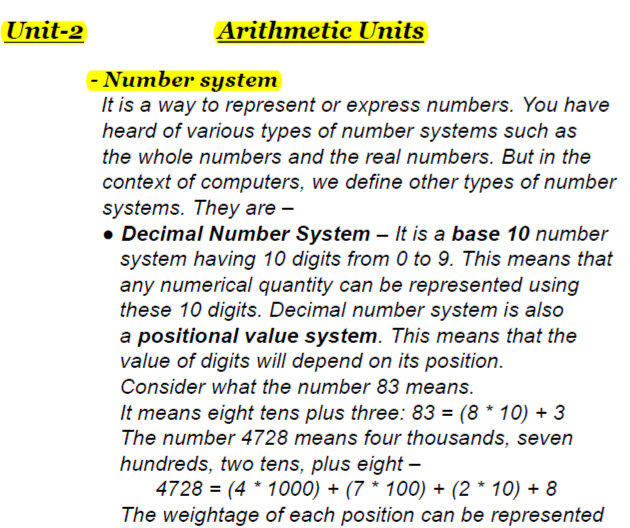 Unit-2 Arithmetic Units
- Number system
It is a way to represent or express numbers. You have
heard of various types of number systems such as
the whole numbers and the real numbers. But in the
context of computers, we define other types of number
systems. They are –
● Decimal Number System – It is a base 10 number
system having 10 digits from 0 to 9. This means that
any numerical quantity can be represented using
these 10 digits. Decimal number system is also
a positional value system. This means that the
value of digits will depend on its position.
Consider what the number 83 means.
It means eight tens plus three: 83 = (8 * 10) + 3
The number 4728 means four thousands, seven
hundreds, two tens, plus eight –
4728 = (4 * 1000) + (7 * 100) + (2 * 10) + 8
The weightage of each position can be represented